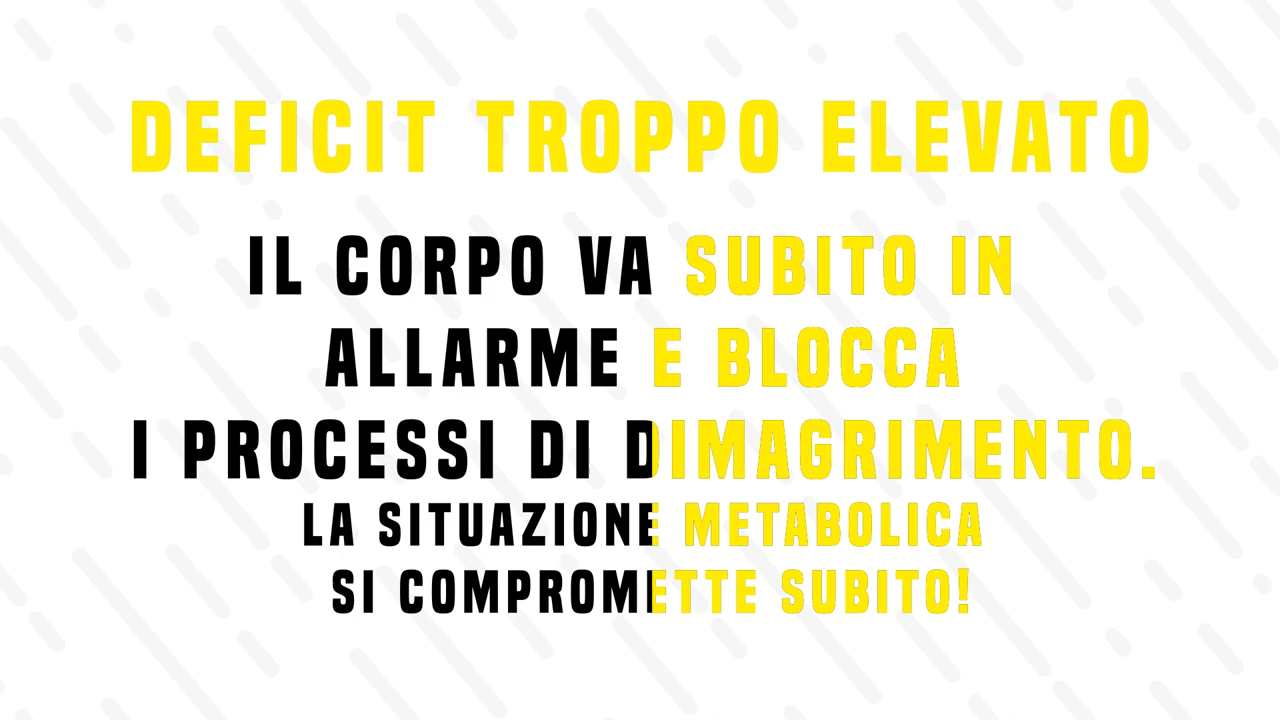 DEFICIT TROPPO ELEVATO
IL CORPO VA SUBITO IN
ALLARME E BLOCCA
I PROCESSI DI DIMAGRIMENTO.
LA SITUAZIONE METABOLICA
SI COMPROMETTE SUBITO!